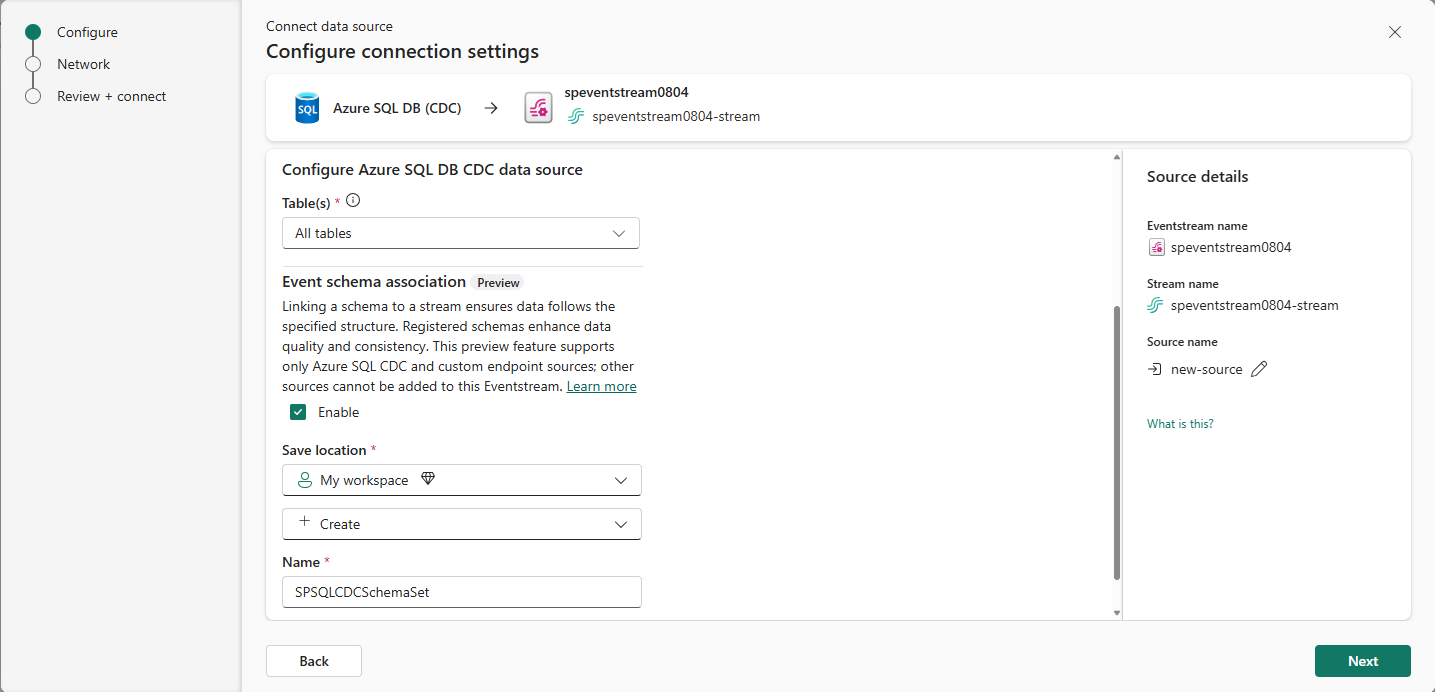 Configure
Network
Review + connect
Connect data source
Configure connection settings
SQL
Azure SQL DB (CDC)
speventstream0804
speventstream0804-stream
Configure Azure SQL DB CDC data source
Table(s) *
All tables
Event schema association Preview
Linking a schema to a stream ensures data follows the
specified structure. Registered schemas enhance data
quality and consistency. This preview feature supports
only Azure SQL CDC and custom endpoint sources; other
sources cannot be added to this Eventstream. Learn more
Enable
Save location *
My workspace
+ Create
Name *
SPSQLCDCSchemaSet
Source details
Eventstream name
speventstream0804
Stream name
speventstream0804-stream
Source name
new-source
What is this?
Back
Next